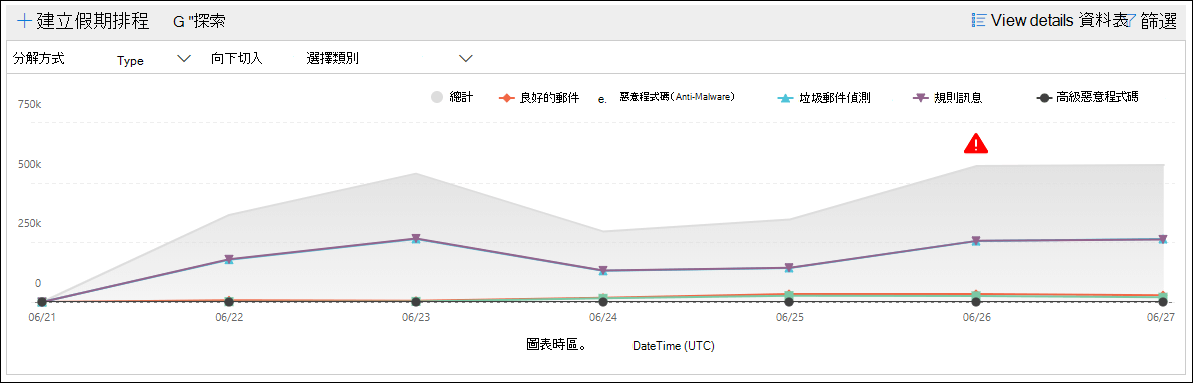 + 建立假期排程 G "探索 View details 資料表 篩選
分解方式 Type 向下切入 選擇類別
總計 良好的郵件 e. 惡意程式碼(Anti-Malware) 垃圾郵件偵測 規則訊息 高級惡意程式碼
750k
500k
250k
0
06/21 06/22 06/23 06/24 06/25 06/26 06/27
圖表時區。 DateTime (UTC)